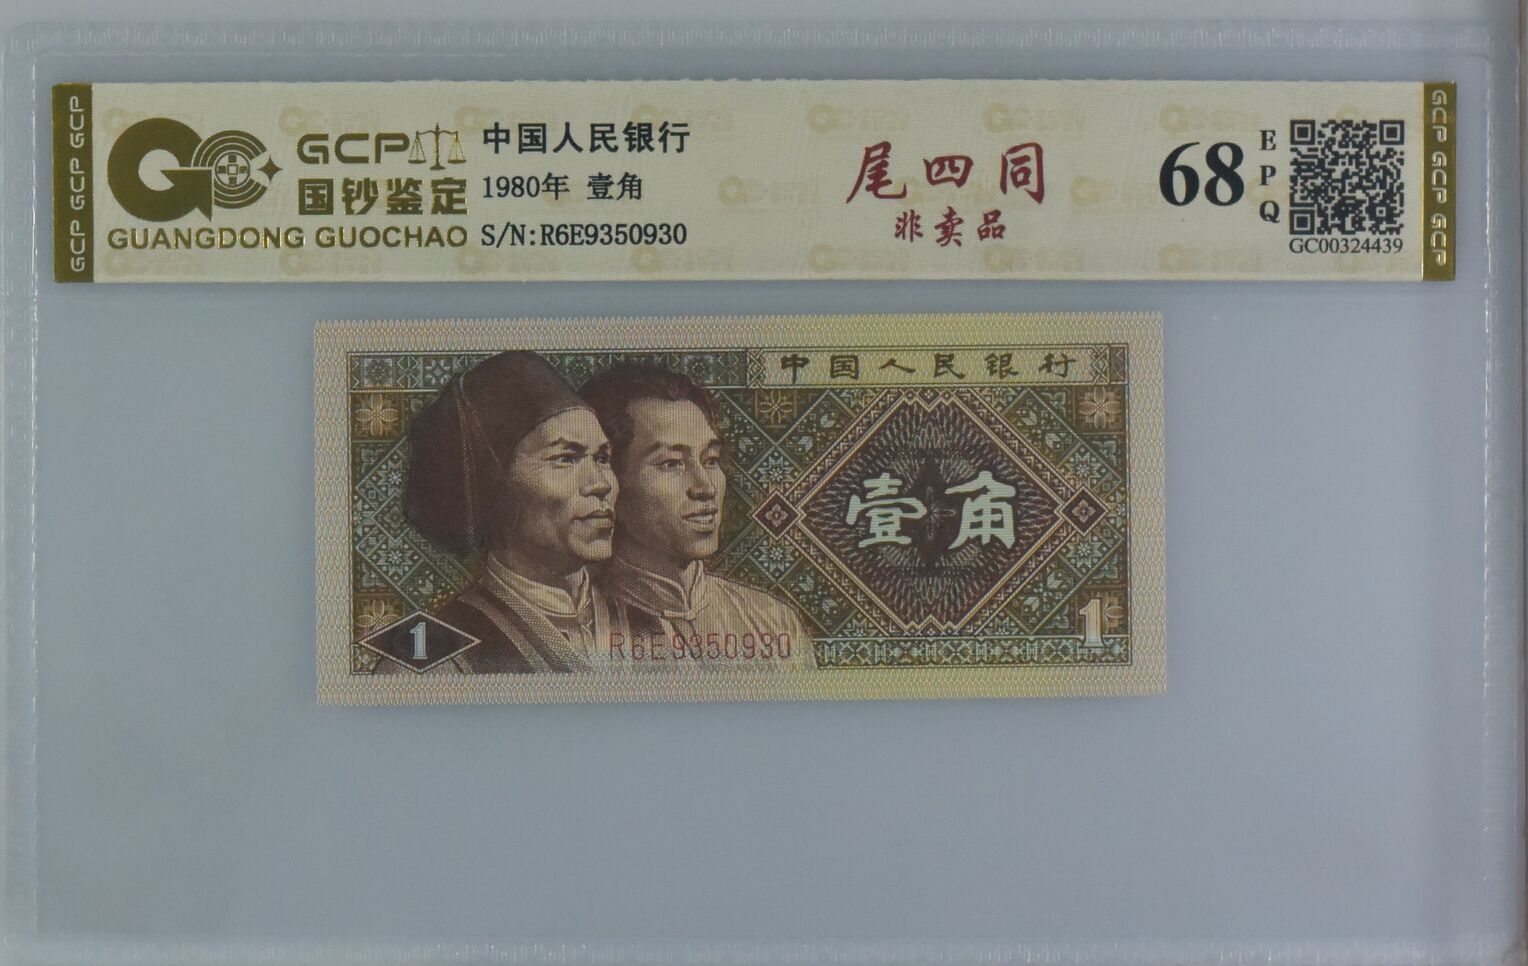 GCP
国钞鉴定
GUANGDONG GUOCHAO
中国人民银行
1980年 壹角
S/N:R6E9350930
尾四同
非卖品
68
EPQ
GC00324439
GCP GCP GCP
GCP GCP GCP
中国人民银行
壹角
1
1
R6E9350930